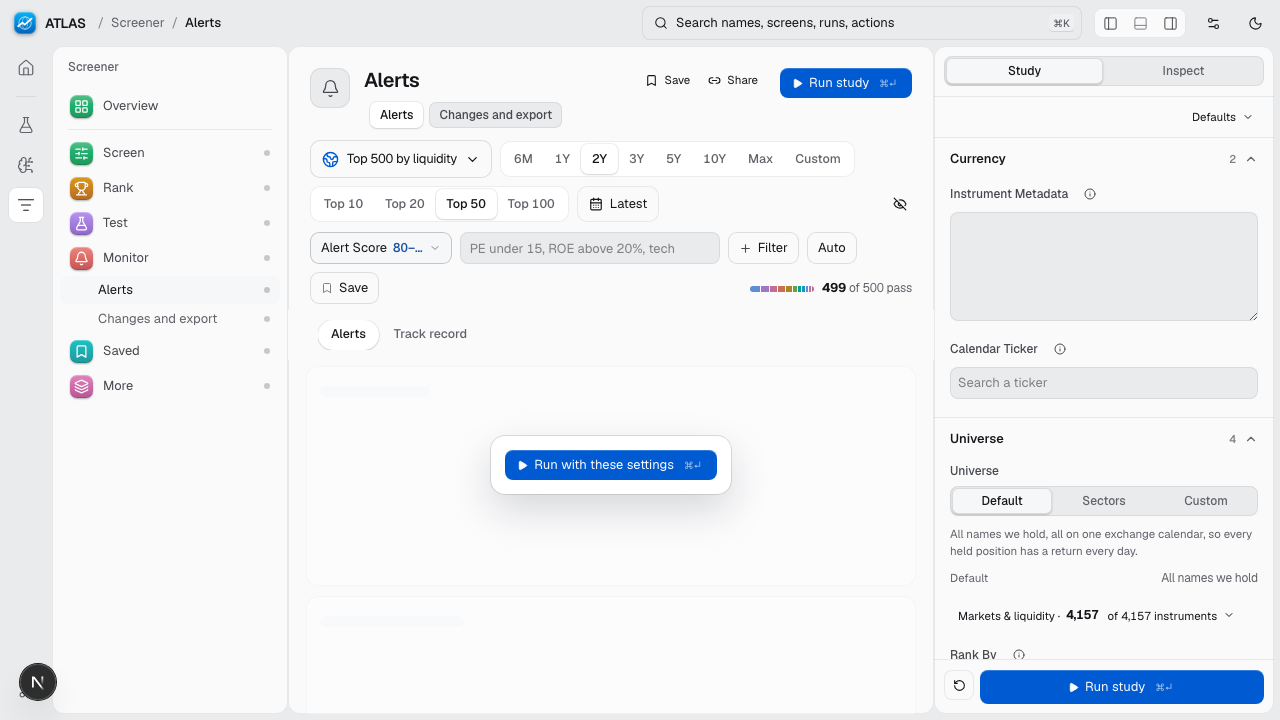 ATLAS / Screener / Alerts
Search names, screens, runs, actions ⌘K
Screener
Overview
Screen
Rank
Test
Monitor
Alerts
Changes and export
Saved
More
N
Alerts
Save
Share
Run study ⌘↵
Alerts
Changes and export
Top 500 by liquidity
6M 1Y 2Y 3Y 5Y 10Y Max Custom
Top 10 Top 20 Top 50 Top 100
Latest
Alert Score 80–…
PE under 15, ROE above 20%, tech
+ Filter
Auto
Save
499 of 500 pass
Alerts
Track record
Run with these settings ⌘↵
Study
Inspect
Defaults
Currency 2
Instrument Metadata
Calendar Ticker
Search a ticker
Universe 4
Universe
Default Sectors Custom
All names we hold, all on one exchange calendar, so every
held position has a return every day.
Default All names we hold
Markets & liquidity · 4,157 of 4,157 instruments
Rank By
Run study ⌘↵